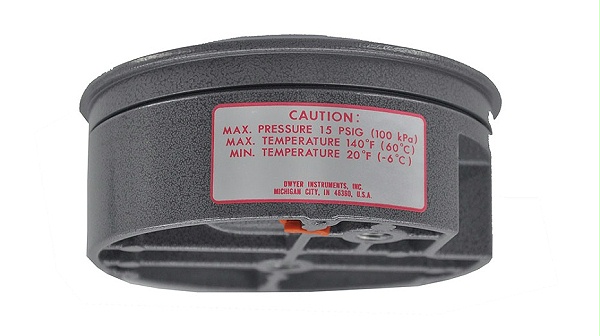 CAUTION:
MAX. PRESSURE 15 PSIG (100 kPa)
MAX. TEMPERATURE 140°F (60°C)
MIN. TEMPERATURE 20°F (-6°C)
DWYER INSTRUMENTS, INC.
MICHIGAN CITY, IN 46360, U.S.A.